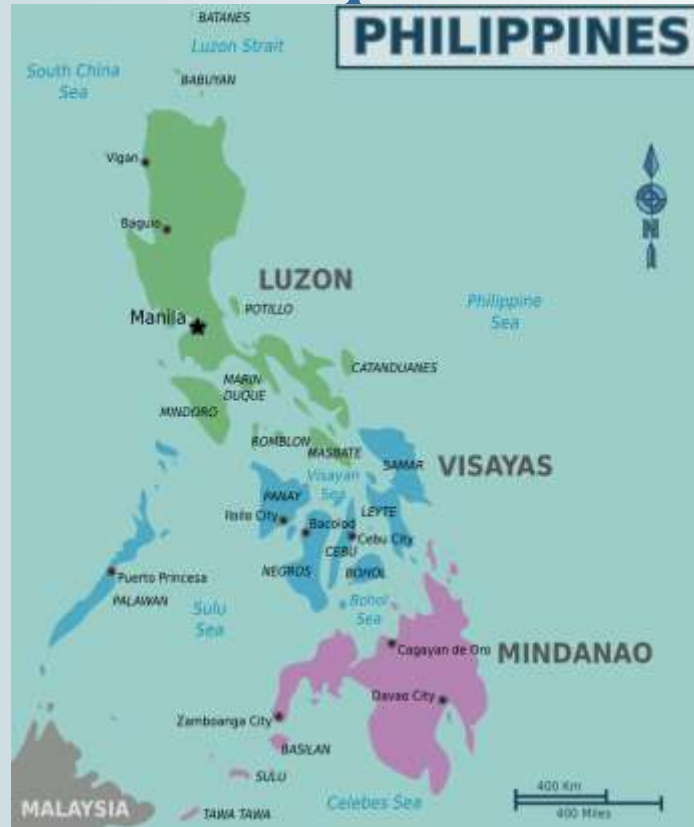 BATANES
PHILIPPINES
Luzon Strait
South China
Sea
BABUYAN
Vigan
N
Baguio
LUZON
Philippine
Sea
POTILLO
Manila
CATANDUANES
MARIN
DUQUE
MINDORO
ROMBLON
MASBATE
SAMAR
VISAYAS
Visayan
Sea
PANAY
LEYTE
Iloilo City
Bacolod
Cebu City
CEBU
NEGROS
BOHOL
Puerto Princesa
PALAWAN
Sulu
Sea
Bohol
Sea
Cagayan de Oro
MINDANAO
Davao City
Zamboanga City
BASILAN
SULU
400 Km
Celebes Sea
400 Miles
MALAYSIA
TAWA TAWA